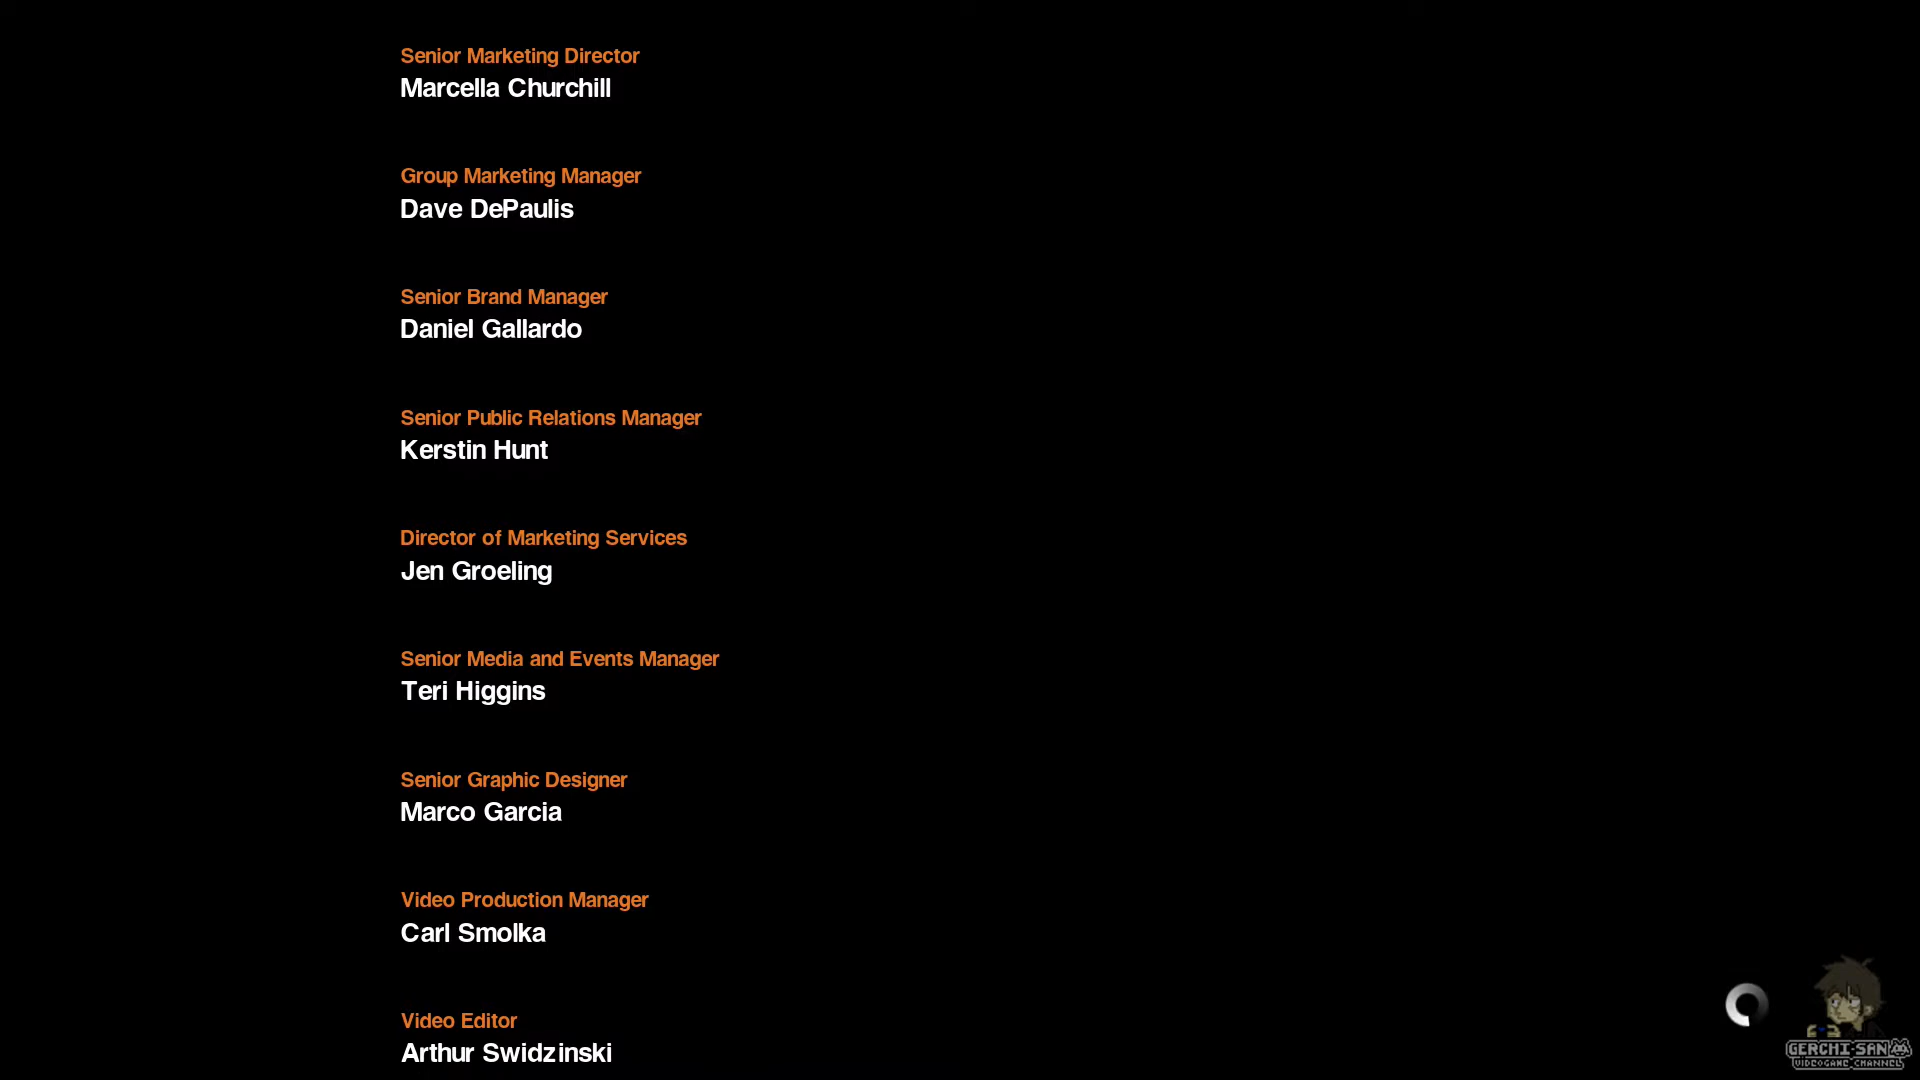 Senior Marketing Director
Marcella Churchill
Group Marketing Manager
Dave DePaulis
Senior Brand Manager
Daniel Gallardo
Senior Public Relations Manager
Kerstin Hunt
Director of Marketing Services
Jen Groeling
Senior Media and Events Manager
Teri Higgins
Senior Graphic Designer
Marco Garcia
Video Production Manager
Carl Smolka
Video Editor
Arthur Swidzinski
GERCHI-SAN
VIDEOGAME CHANNEL